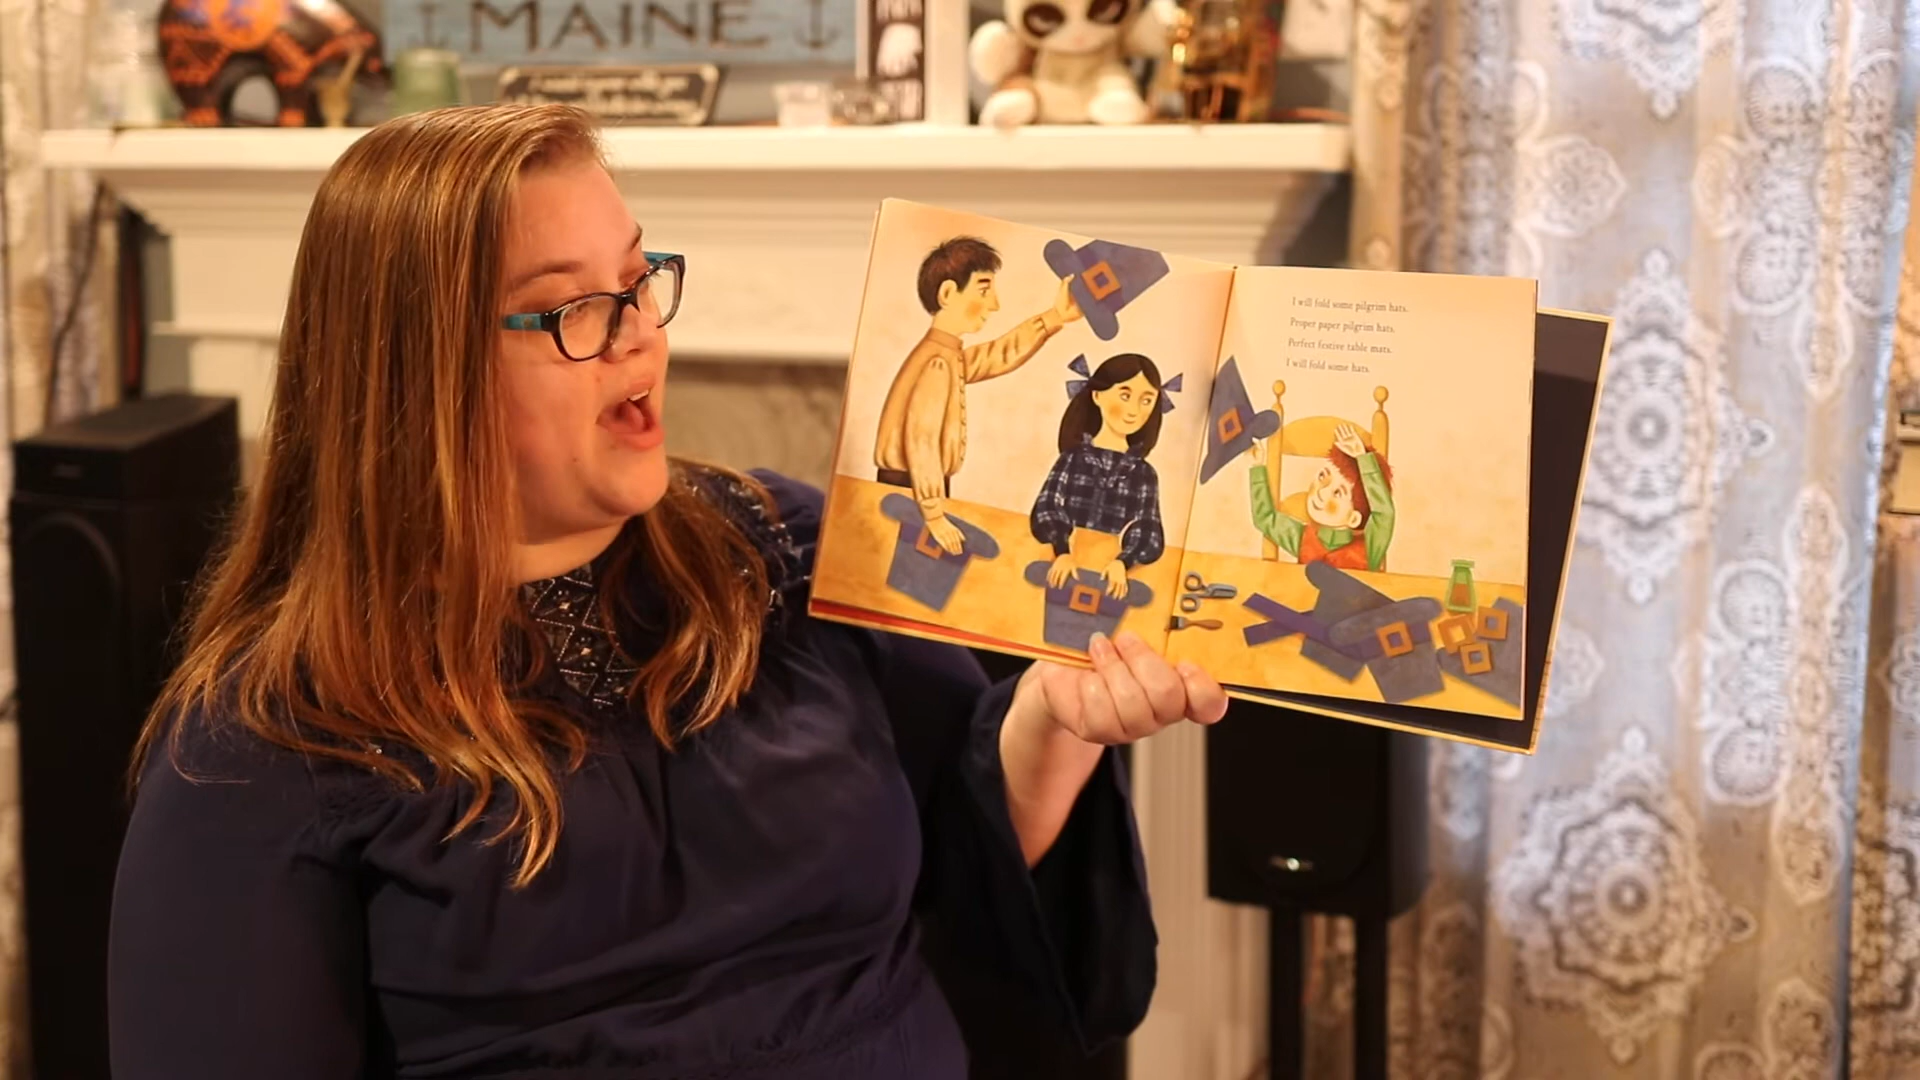 MAINE
I will fold some pilgrim hats.
Proper paper pilgrim hats.
Perfect festive table mats.
I will fold some hats.